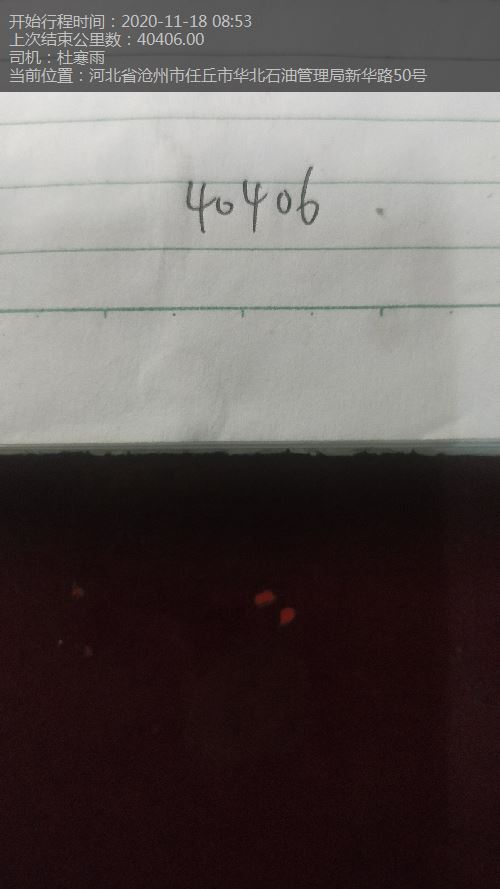 开始行程时间：2020-11-18 08:53
上次结束公里数：40406.00
司机：杜寒雨
当前位置：河北省沧州市任丘市华北石油管理局新华路50号
40406